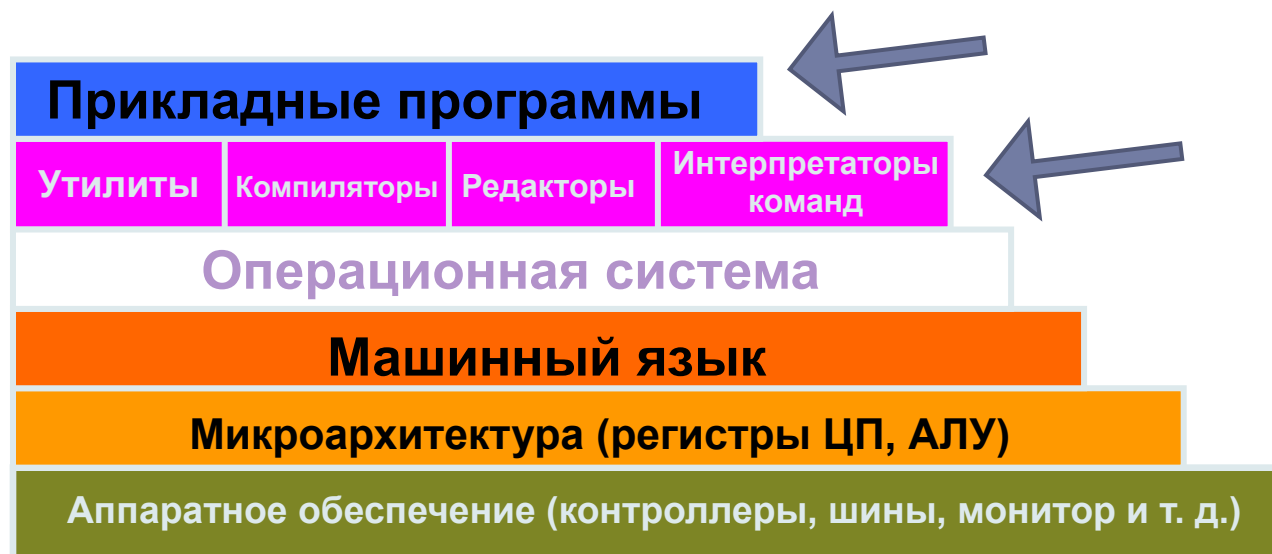 Прикладные программы
Утилиты
Компиляторы
Редакторы
Интерпретаторы
команд
Операционная система
Машинный язык
Микроархитектура (регистры ЦП, АЛУ)
Аппаратное обеспечение (контроллеры, шины, монитор и т. д.)